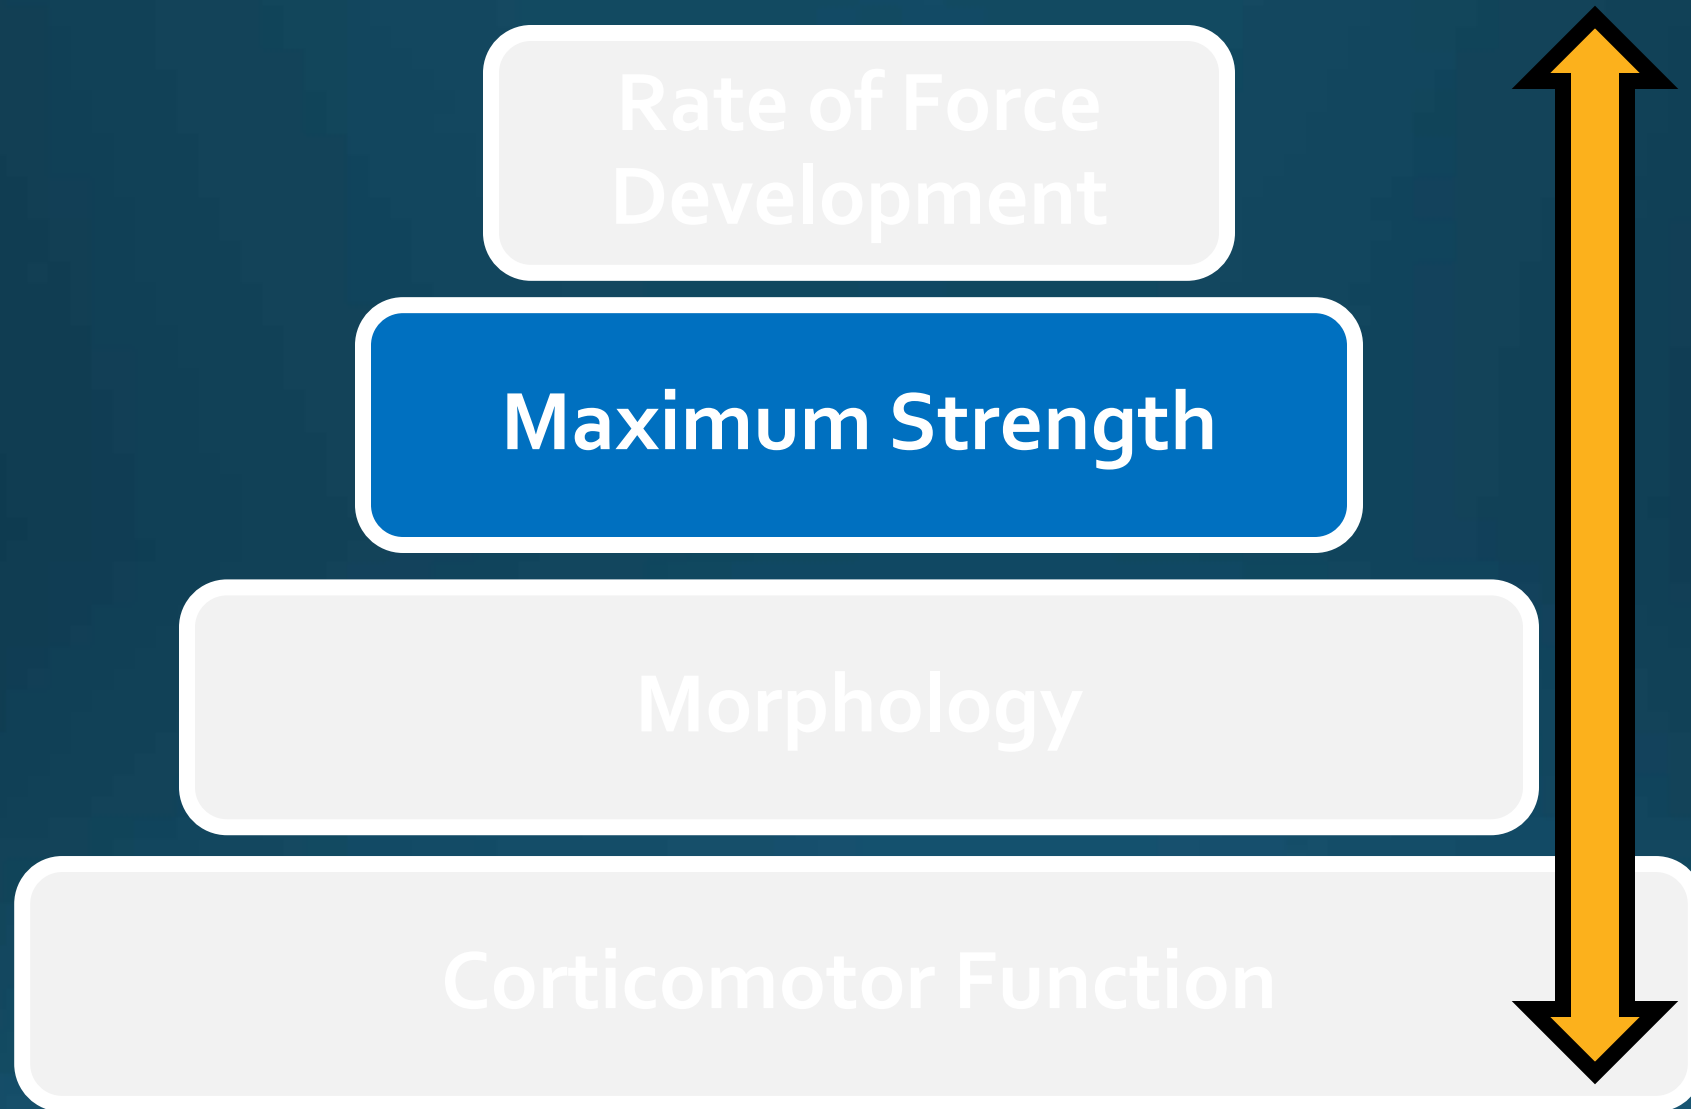 Rate of Force
Development
Maximum Strength
Morphology
Corticomotor Function